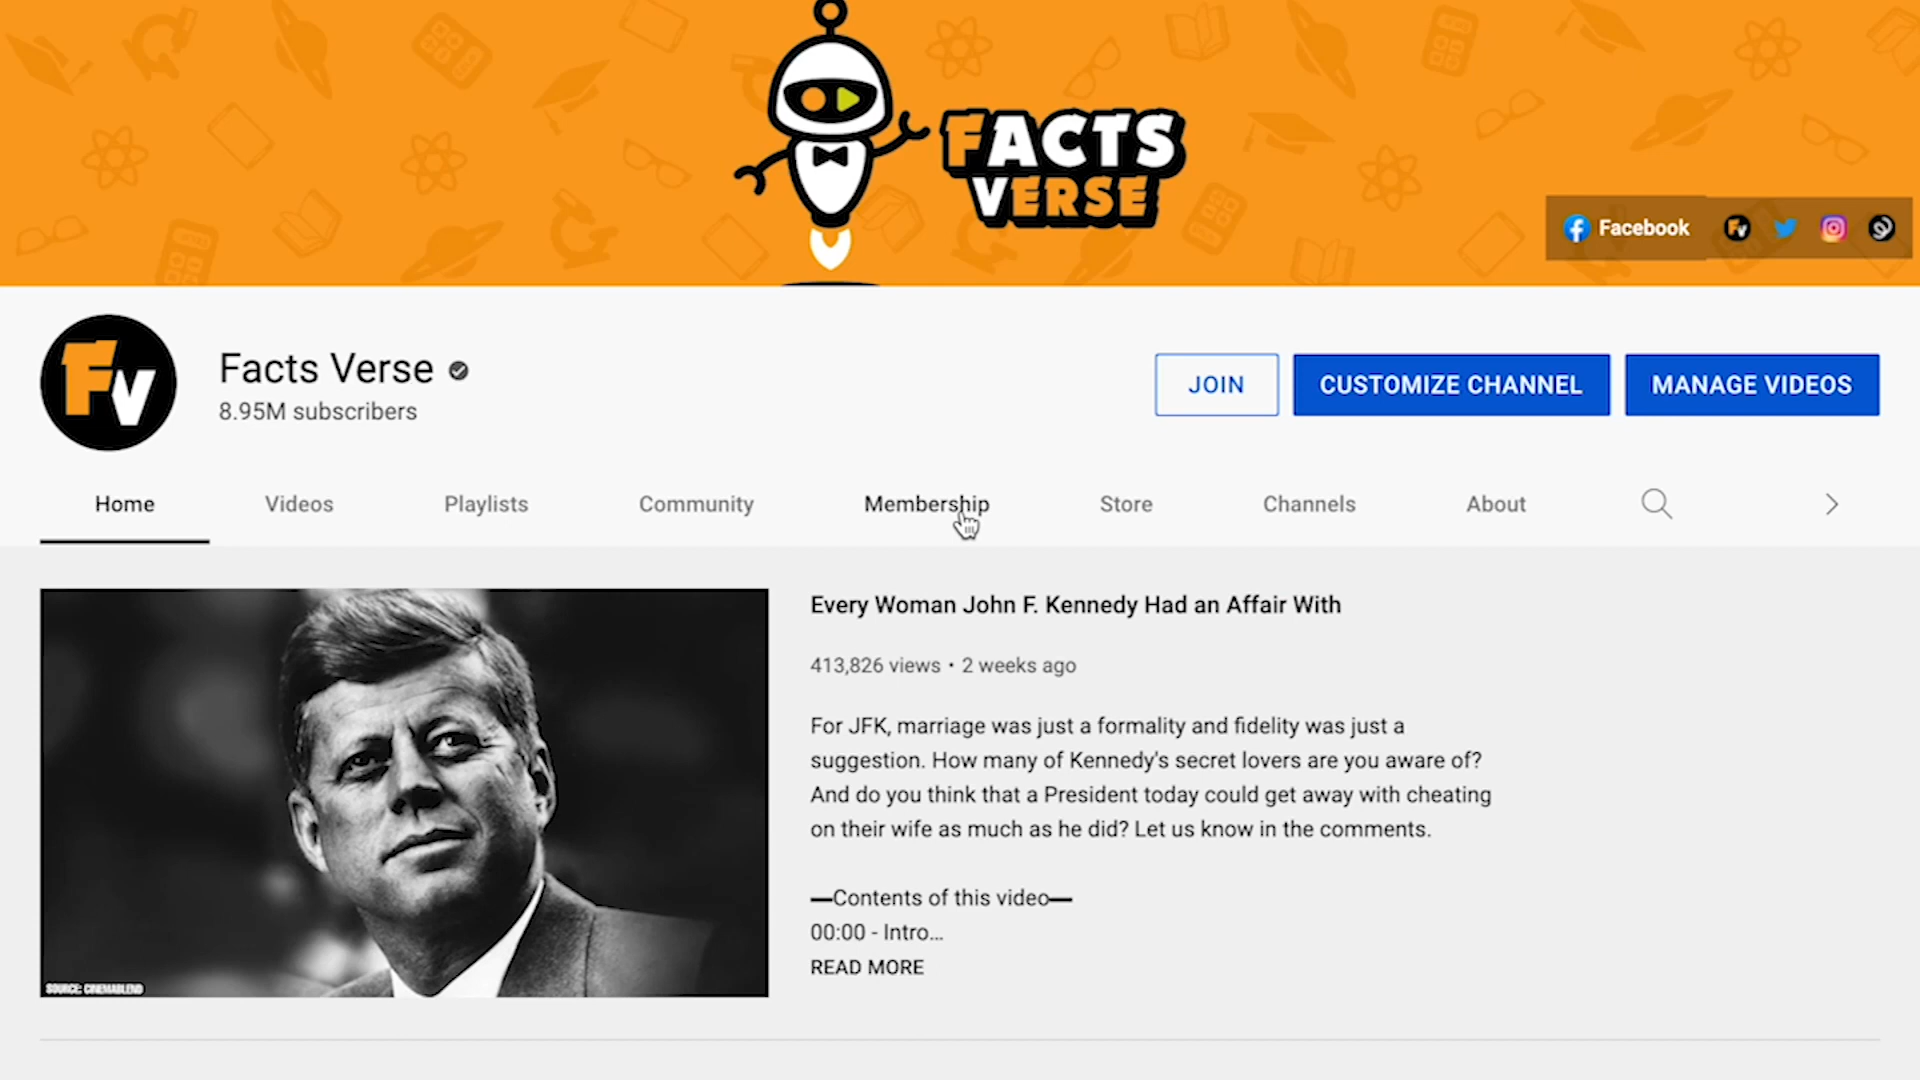 FACTS
VERSE
Facebook
FV
FV
Facts Verse
8.95M subscribers
JOIN
CUSTOMIZE CHANNEL
MANAGE VIDEOS
Home
Videos
Playlists
Community
Membership
Store
Channels
About
Every Woman John F. Kennedy Had an Affair With
413,826 views • 2 weeks ago
For JFK, marriage was just a formality and fidelity was just a
suggestion. How many of Kennedy's secret lovers are you aware of?
And do you think that a President today could get away with cheating
on their wife as much as he did? Let us know in the comments.
—Contents of this video—
00:00 - Intro...
READ MORE
SOURCE: CINEMABLEND